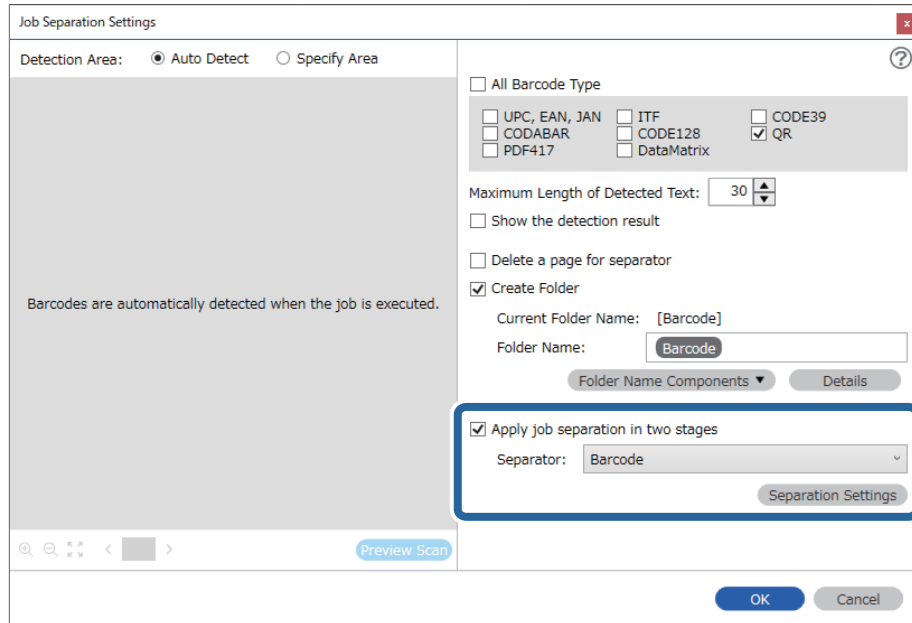 Job Separation Settings
x
Detection Area: Auto Detect Specify Area
?
All Barcode Type
UPC, EAN, JAN ITF CODE39
CODABAR CODE128 QR
PDF417 DataMatrix
Maximum Length of Detected Text: 30
Show the detection result
Delete a page for separator
Barcodes are automatically detected when the job is executed.
Create Folder
Current Folder Name: [Barcode]
Folder Name: Barcode
Folder Name Components Details
Apply job separation in two stages
Separator: Barcode
Separation Settings
Preview Scan
OK Cancel